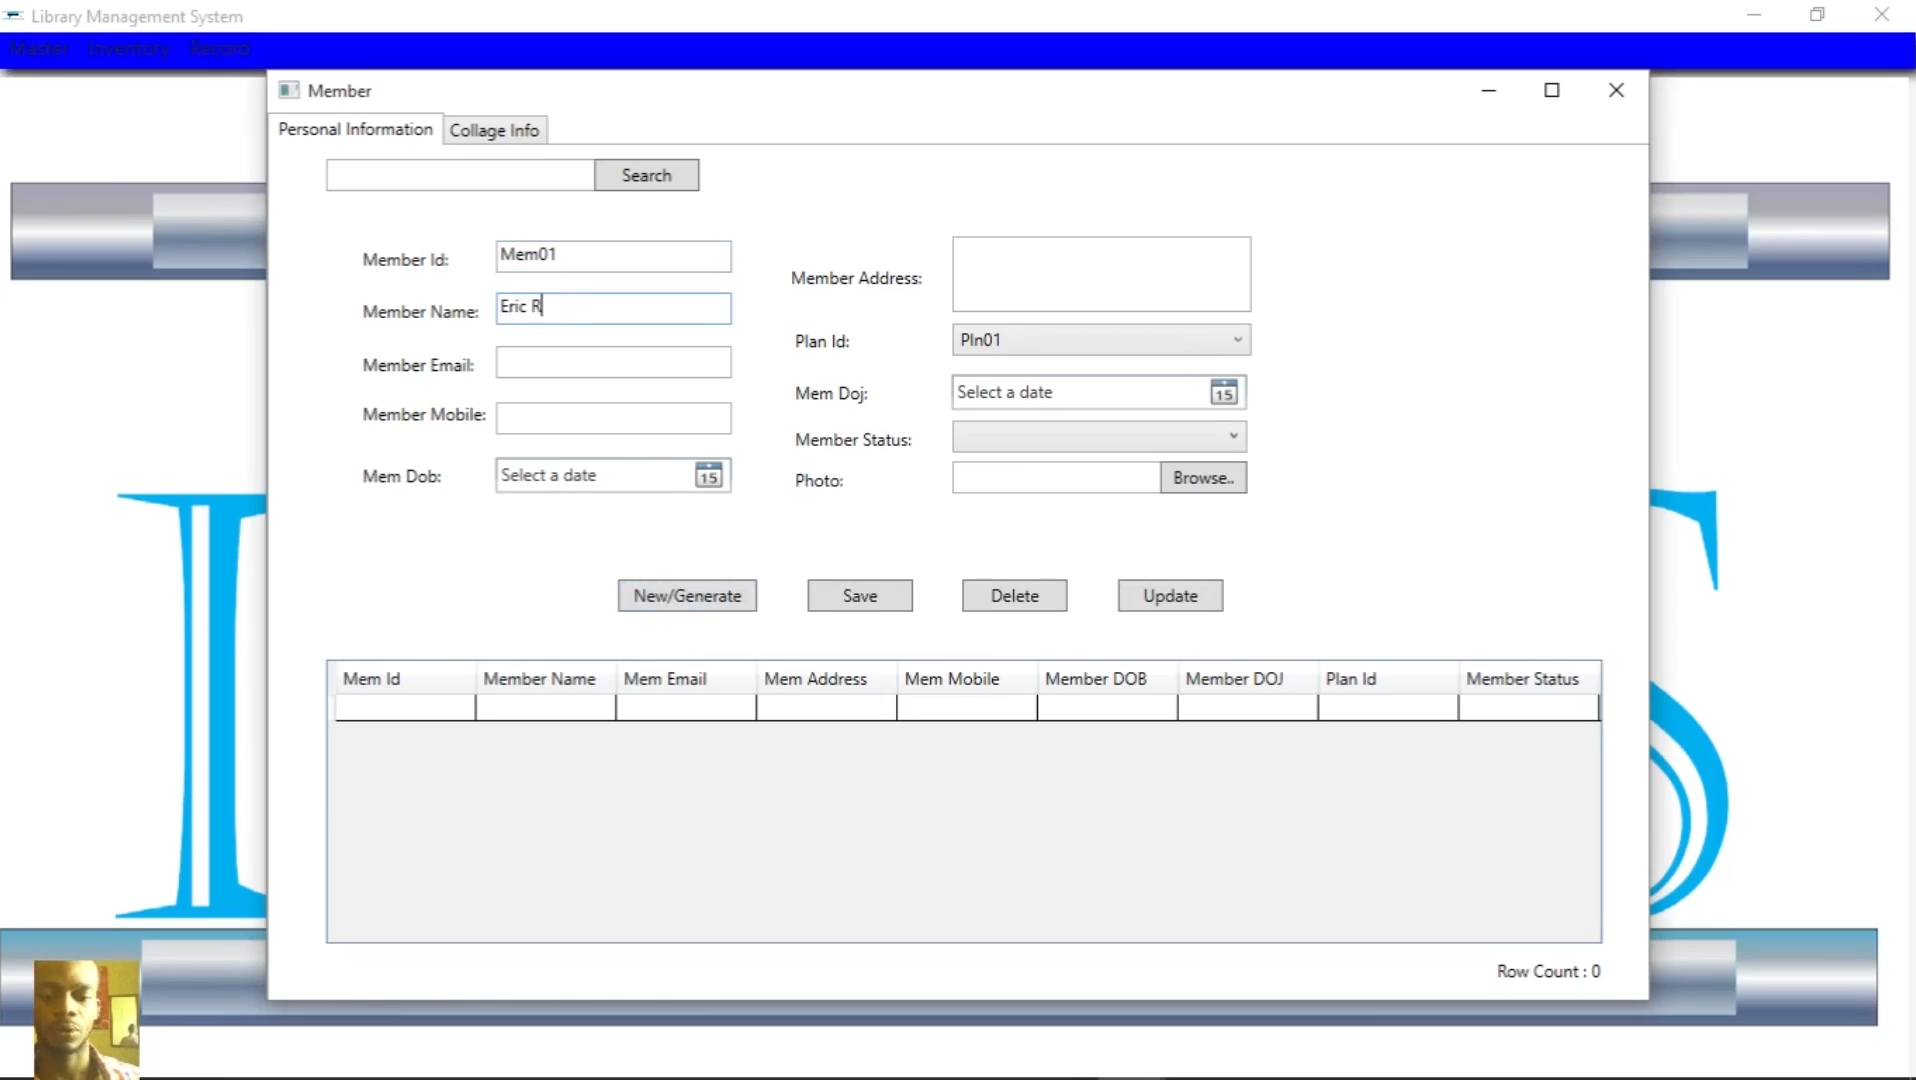 Library Management System
Master Inventory Record
Member
Personal Information Collage Info
Search
Member Id: Mem01
Member Name: Eric R
Member Email:
Member Mobile:
Mem Dob: Select a date 15
Member Address:
Plan Id: Pln01
Mem Doj: Select a date 15
Member Status:
Photo: Browse..
New/Generate Save Delete Update
Mem Id Member Name Mem Email Mem Address Mem Mobile Member DOB Member DOJ Plan Id Member Status
Row Count : 0